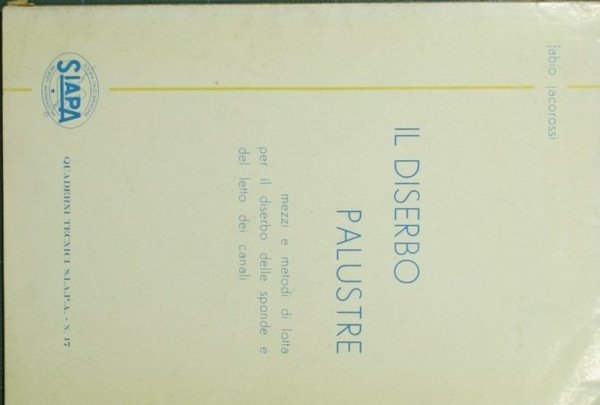 fabio jacorossi
IL DISERBO
PALUSTRE
mezzi e metodi di lotta
per il diserbo delle sponde e
del letto dei canali
SIAPA
QUADERNI TECNICI S.I.A.P.A. - N. 17